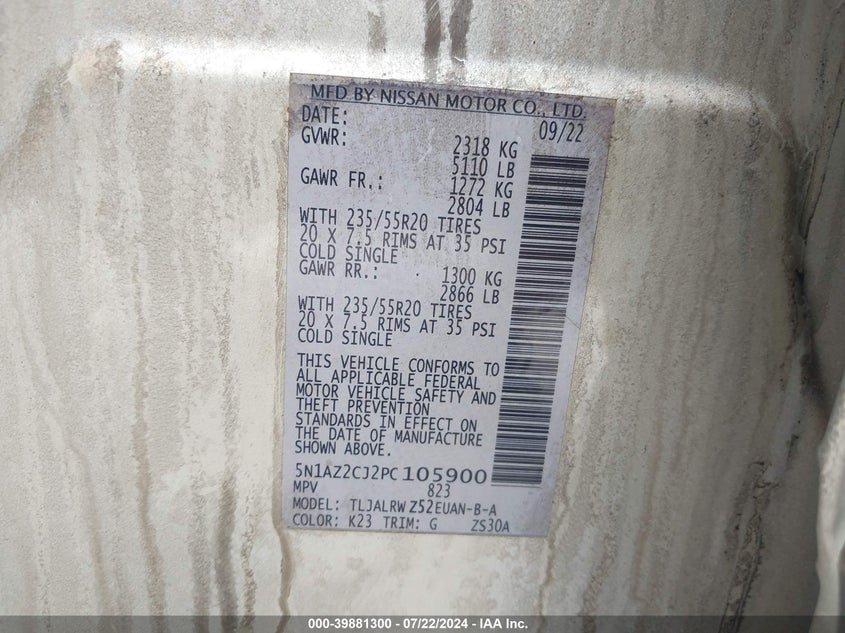 MFD BY NISSAN MOTOR CO., LTD.
DATE: 09/22
GVWR: 2318 KG
5110 LB
GAWR FR.: 1272 KG
2804 LB
WITH 235/55R20 TIRES
20 X 7.5 RIMS AT 35 PSI
COLD SINGLE
GAWR RR.: 1300 KG
2866 LB
WITH 235/55R20 TIRES
20 X 7.5 RIMS AT 35 PSI
COLD SINGLE
THIS VEHICLE CONFORMS TO
ALL APPLICABLE FEDERAL
MOTOR VEHICLE SAFETY AND
THEFT PREVENTION
STANDARDS IN EFFECT ON
THE DATE OF MANUFACTURE
SHOWN ABOVE.
5N1AZ2CJ2PC105900
MPV 823
MODEL: TLJALRW Z52EUAN-B-A
COLOR: K23 TRIM: G ZS30A
000-39881300 - 07/22/2024 - IAA Inc.